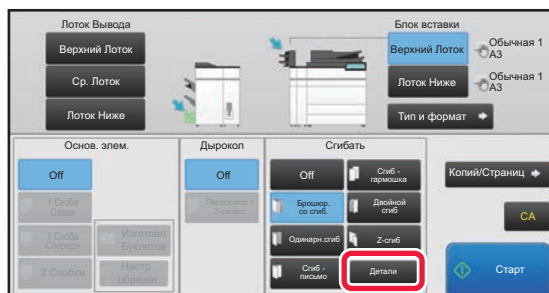 Лоток Вывода
Верхний Лоток
Ср. Лоток
Лоток Ниже
Блок вставки
Верхний Лоток
Обычная 1
A3
Лоток Ниже
Обычная 1
A3
Тип и формат
Основ. элем.
Off
1 Скоба
Сзади
1 Скоба
Спереди
2 Скобки
Изготовл
Буклетов
Настр.
обрезки
Дырокол
Off
Перфоратор с
Сгибать
Off
Сгиб -
гармошка
Брошюр.
со сгиб.
Двойной
сгиб
Одинарн.сгиб
Z-сгиб
Сгиб -
письмо
Детали
Копий/Страниц
CA
Старт